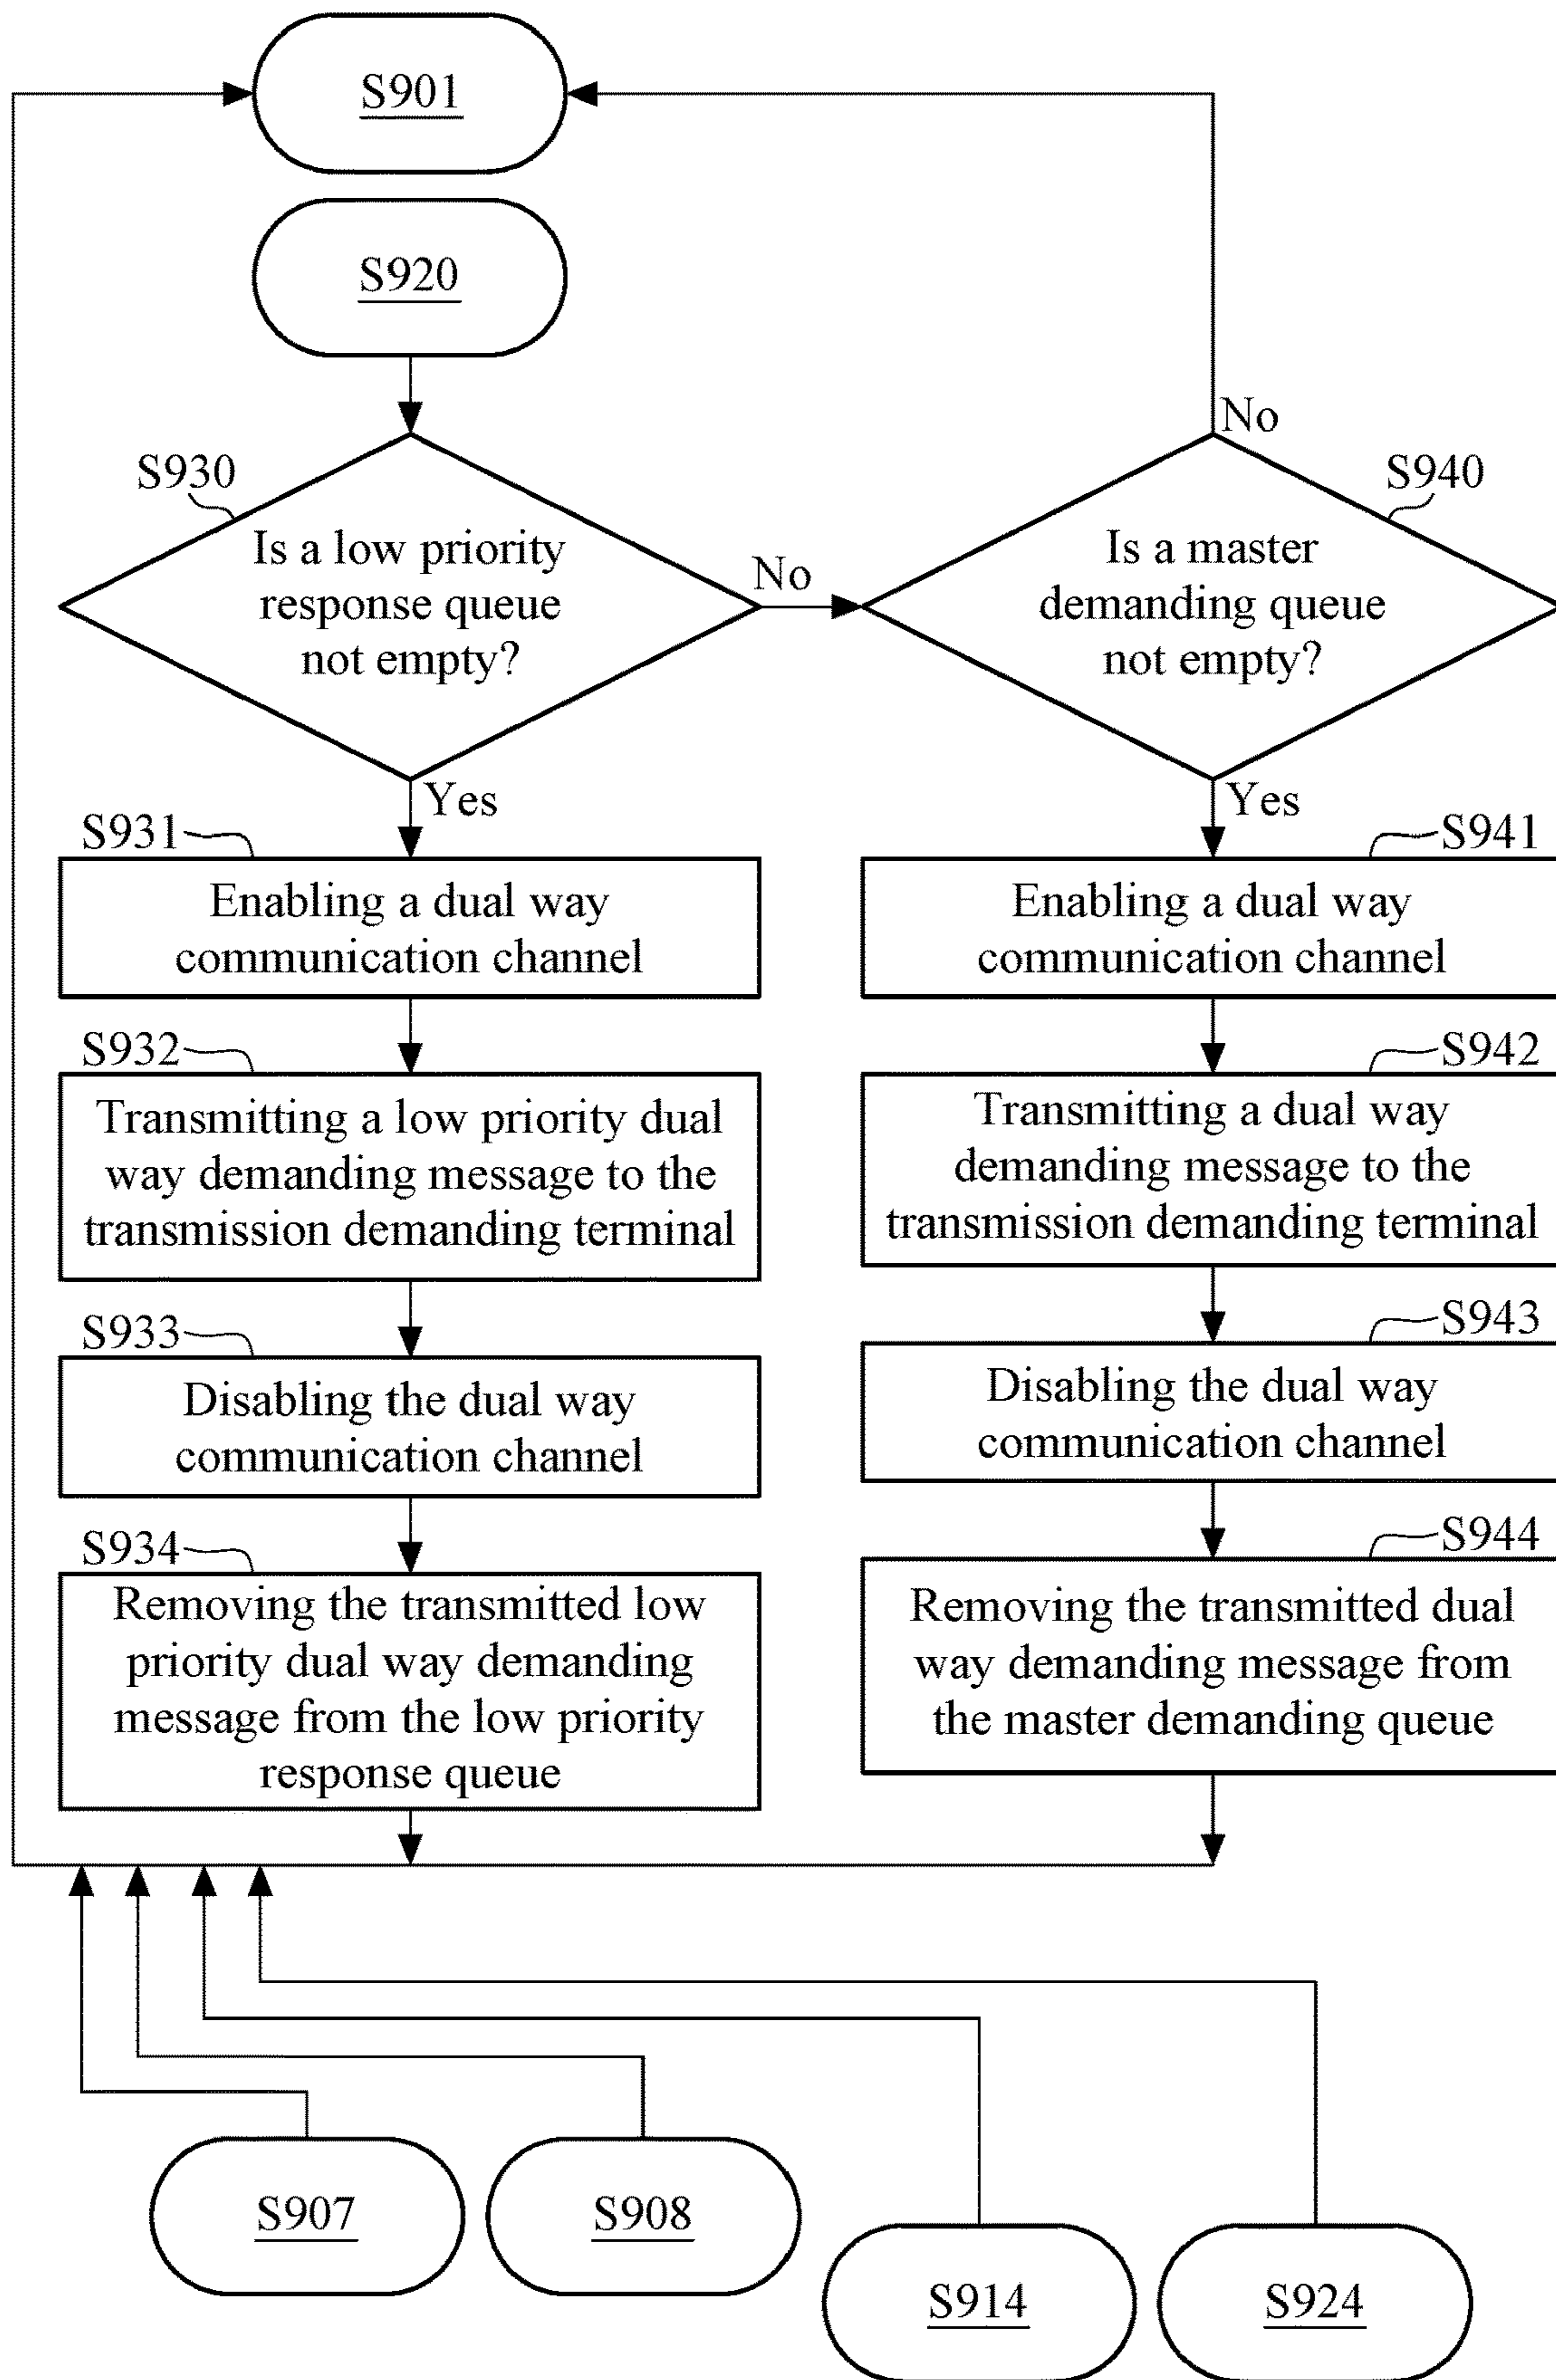 S901
S920
No
S930
S940
Is a low priority
response queue
not empty?
No
Is a master
demanding queue
not empty?
Yes
Yes
S931
S941
Enabling a dual way
communication channel
Enabling a dual way
communication channel
S932
S942
Transmitting a low priority dual
way demanding message to the
transmission demanding terminal
Transmitting a dual way
demanding message to the
transmission demanding terminal
S933
S943
Disabling the dual way
communication channel
Disabling the dual way
communication channel
S934
S944
Removing the transmitted low
priority dual way demanding
message from the low priority
response queue
Removing the transmitted dual
way demanding message from
the master demanding queue
S907
S908
S914
S924